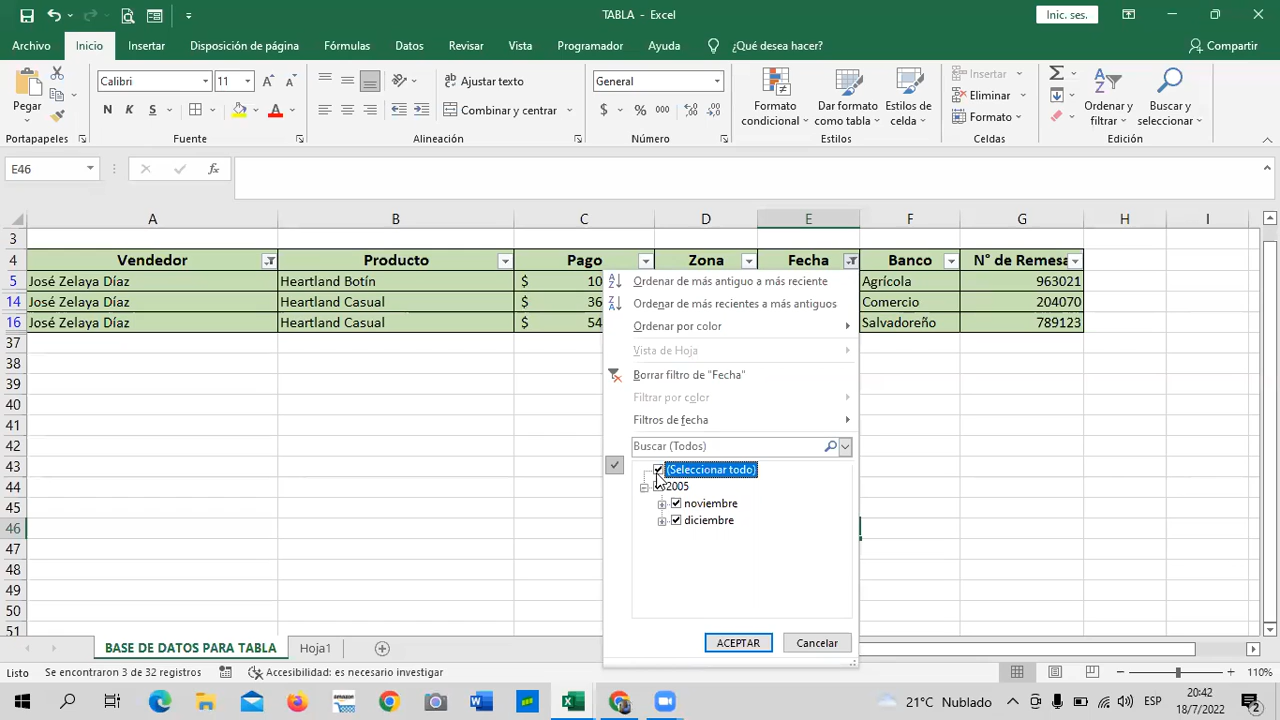 TABLA - Excel
Inic. ses.
Archivo Inicio Insertar Disposición de página Fórmulas Datos Revisar Vista Programador Ayuda ¿Qué desea hacer? Compartir
Pegar
Calibri 11
N K S
Ajustar texto
Combinar y centrar
General
$ % 000
Formato condicional
Dar formato como tabla
Estilos de celda
Insertar
Eliminar
Formato
Ordenar y filtrar
Buscar y seleccionar
Portapapeles Fuente Alineación Número Estilos Celdas Edición
E46 fx
A B C D E F G H I
3
4 Vendedor Producto Pago Zona Fecha Banco N° de Remesa
5 José Zelaya Díaz Heartland Botín $ 10 Agrícola 963021
14 José Zelaya Díaz Heartland Casual $ 36 Comercio 204070
16 José Zelaya Díaz Heartland Casual $ 54 Salvadoreño 789123
37
38
39
40
41
42
43
44
45
46
47
48
49
50
51
Ordenar de más antiguo a más reciente
Ordenar de más recientes a más antiguos
Ordenar por color
Vista de Hoja
Borrar filtro de "Fecha"
Filtrar por color
Filtros de fecha
Buscar (Todos)
(Seleccionar todo)
2005
noviembre
diciembre
ACEPTAR Cancelar
BASE DE DATOS PARA TABLA Hoja1
Listo Se encontraron 3 de 32 registros Accesibilidad: es necesario investigar 110%
21°C Nublado ESP 20:42
18/7/2022 2